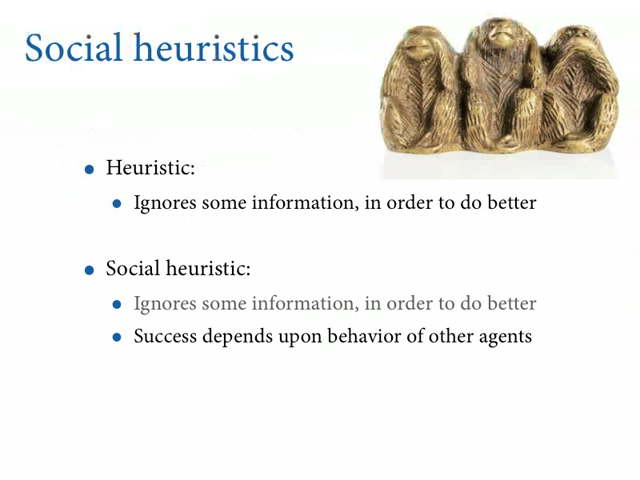 Social heuristics
• Heuristic:
• Ignores some information, in order to do better
• Social heuristic:
• Ignores some information, in order to do better
• Success depends upon behavior of other agents